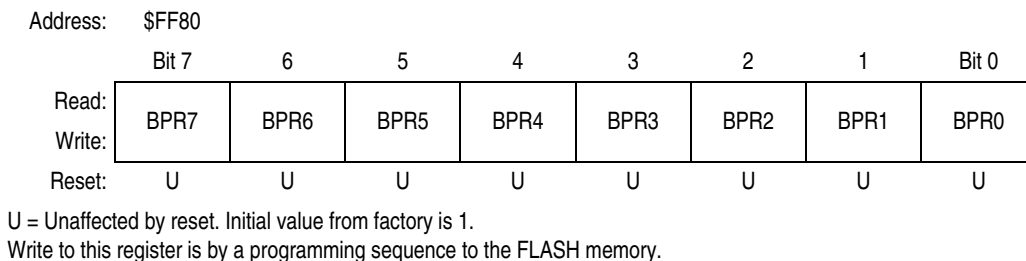 Address: $FF80
Bit 7 6 5 4 3 2 1 Bit 0
Read:
BPR7 BPR6 BPR5 BPR4 BPR3 BPR2 BPR1 BPR0
Write:
Reset: U U U U U U U U
U = Unaffected by reset. Initial value from factory is 1.
Write to this register is by a programming sequence to the FLASH memory.